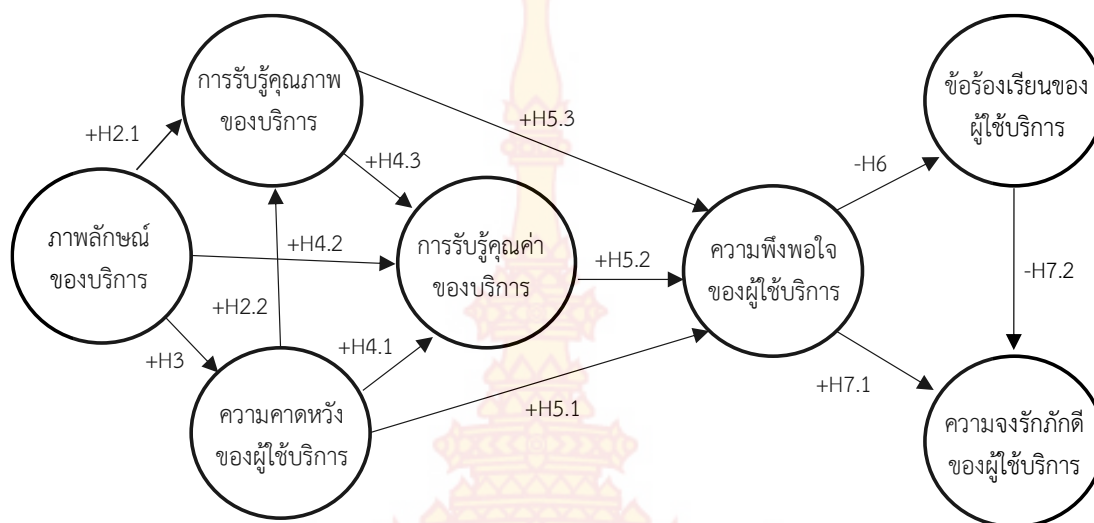 การรับรู้คุณภาพ
ของบริการ
ข้อร้องเรียนของ
ผู้ใช้บริการ
+H2.1
+H5.3
+H4.3
-H6
ภาพลักษณ์
ของบริการ
+H4.2
การรับรู้คุณค่า
ของบริการ
+H5.2
ความพึงพอใจ
ของผู้ใช้บริการ
-H7.2
+H2.2
+H3
+H4.1
+H5.1
+H7.1
ความคาดหวัง
ของผู้ใช้บริการ
ความจงรักภักดี
ของผู้ใช้บริการ